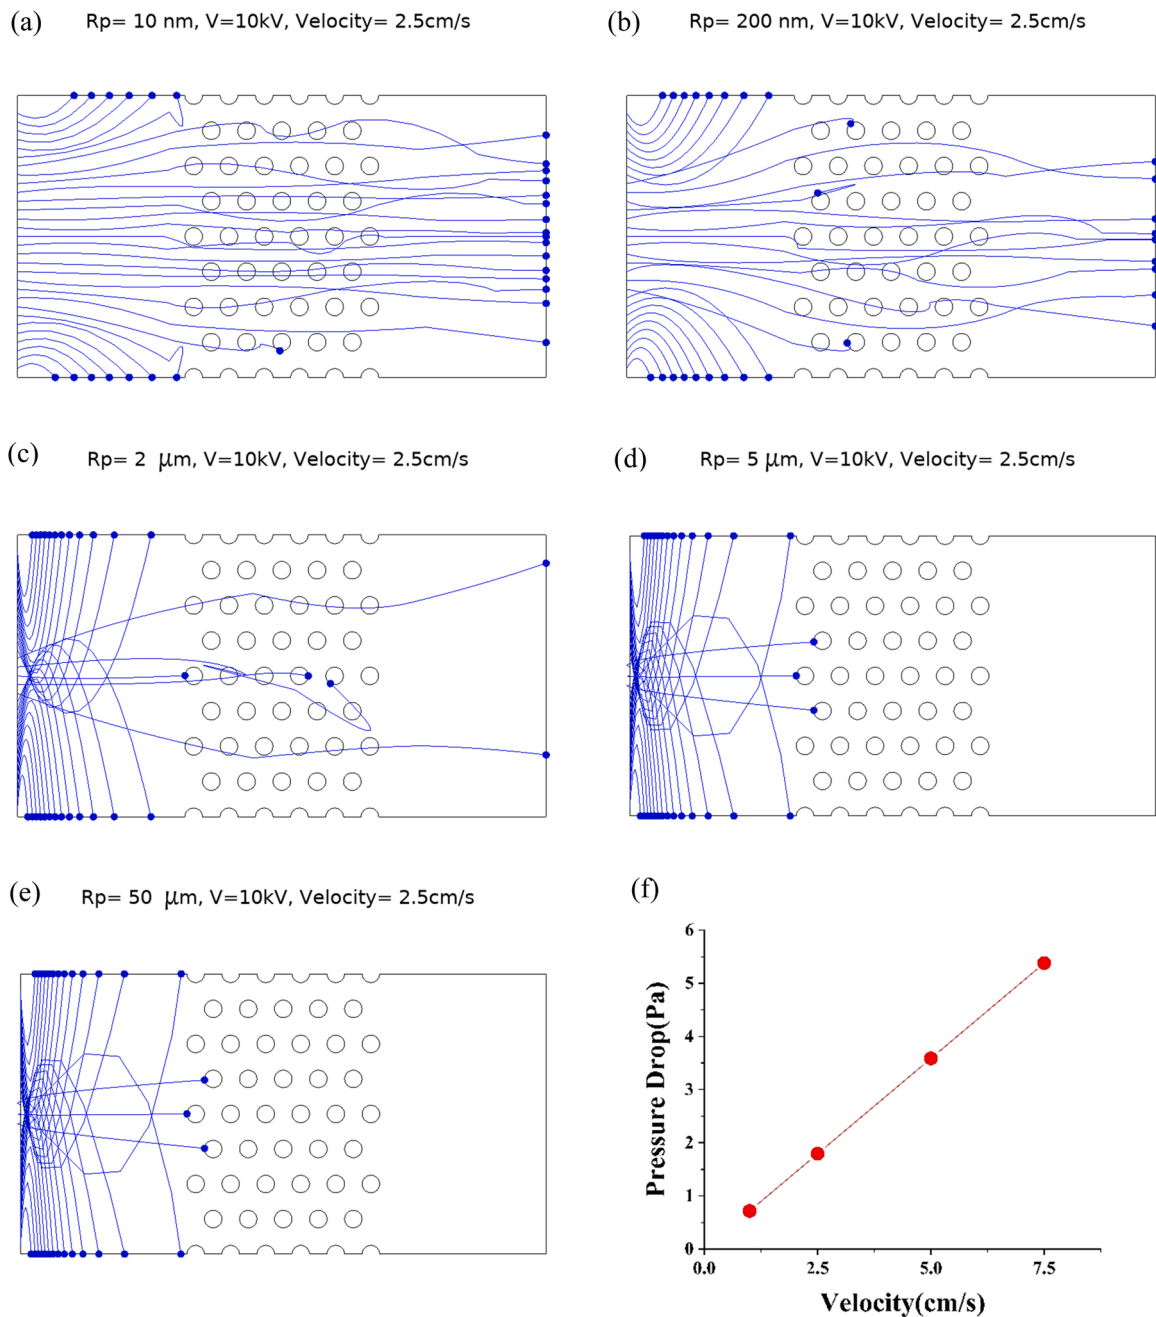 (a) Rp= 10 nm, V=10kV, Velocity= 2.5cm/s
(b) Rp= 200 nm, V=10kV, Velocity= 2.5cm/s
(c) Rp= 2 μm, V=10kV, Velocity= 2.5cm/s
(d) Rp= 5 μm, V=10kV, Velocity= 2.5cm/s
(e) Rp= 50 μm, V=10kV, Velocity= 2.5cm/s
(f)
Pressure Drop(Pa)
6
5
4
3
2
1
0
0.0 2.5 5.0 7.5
Velocity(cm/s)